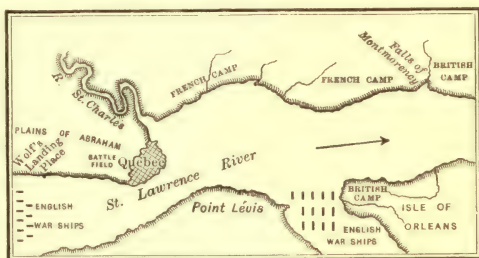 Falls of
Montmorency
BRITISH
CAMP
FRENCH CAMP
FRENCH CAMP
R. St. Charles
PLAINS OF ABRAHAM
Wolf's
Landing
Place
BATTLE
FIELD
Quebec
St. Lawrence River
ENGLISH
WAR SHIPS
Point Lévis
BRITISH
CAMP
ISLE OF
ORLEANS
ENGLISH
WAR SHIPS